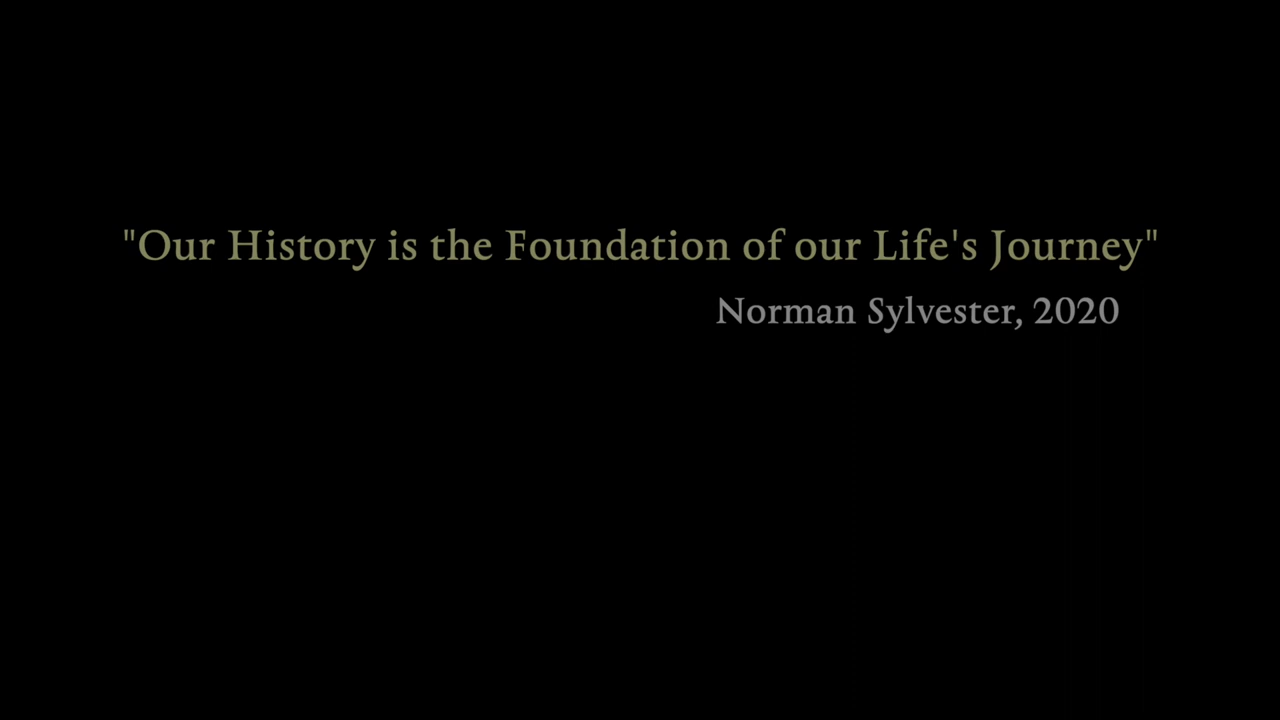 "Our History is the Foundation of our Life's Journey"
Norman Sylvester, 2020